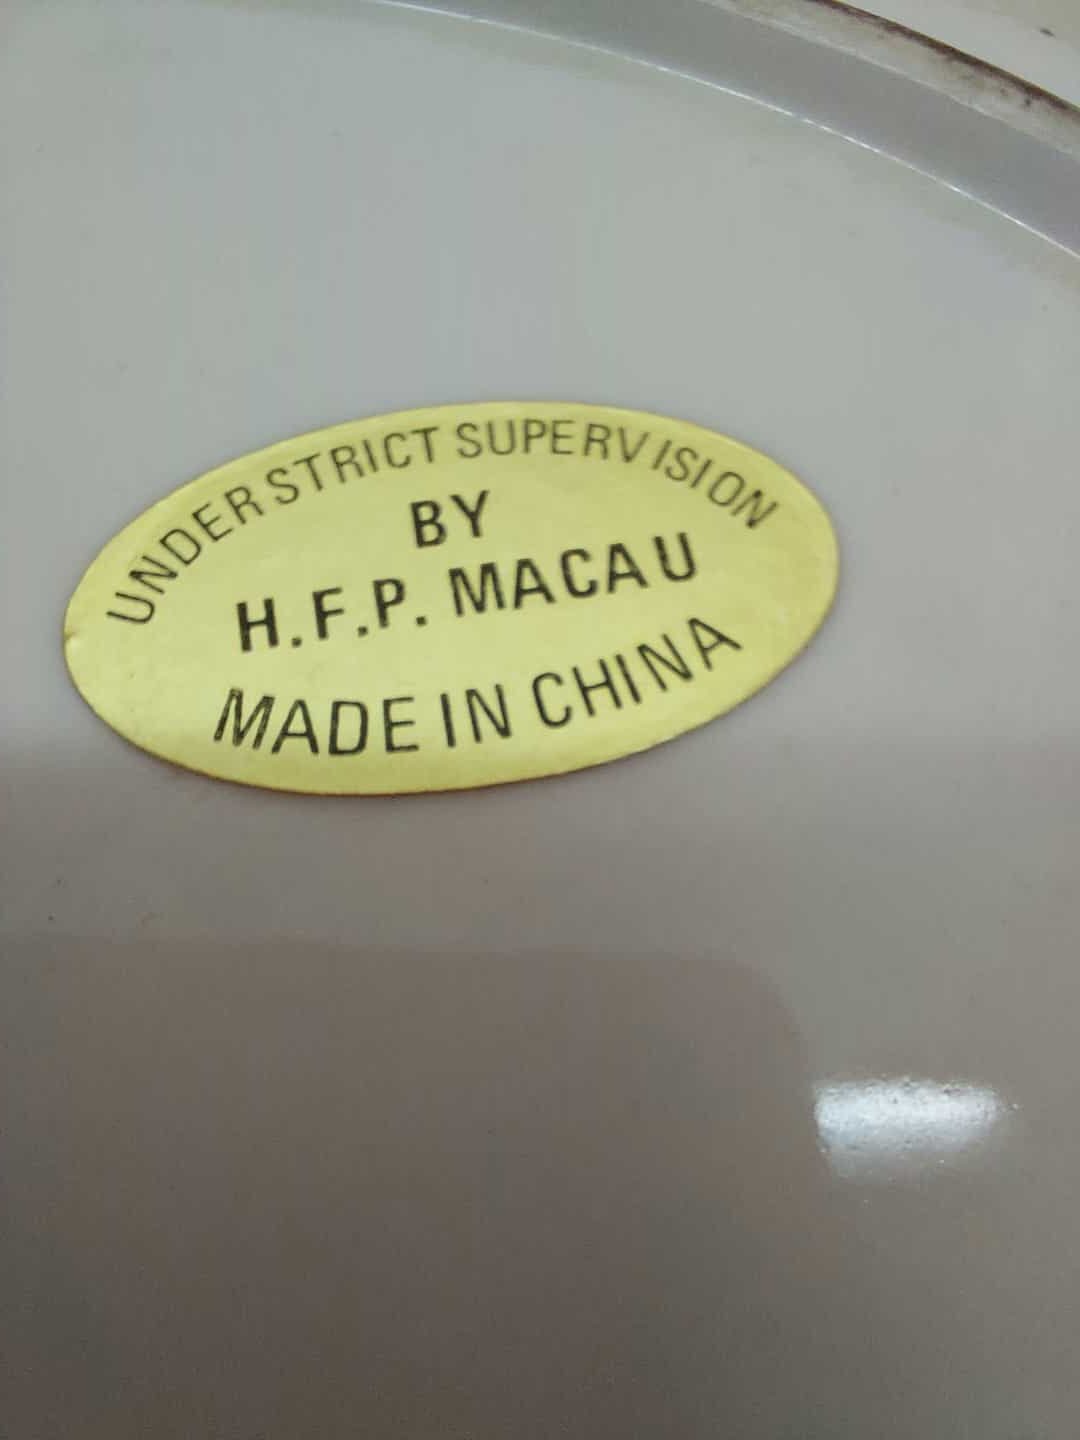 UNDER STRICT SUPERVISION
BY
H.F.P. MACAU
MADE IN CHINA